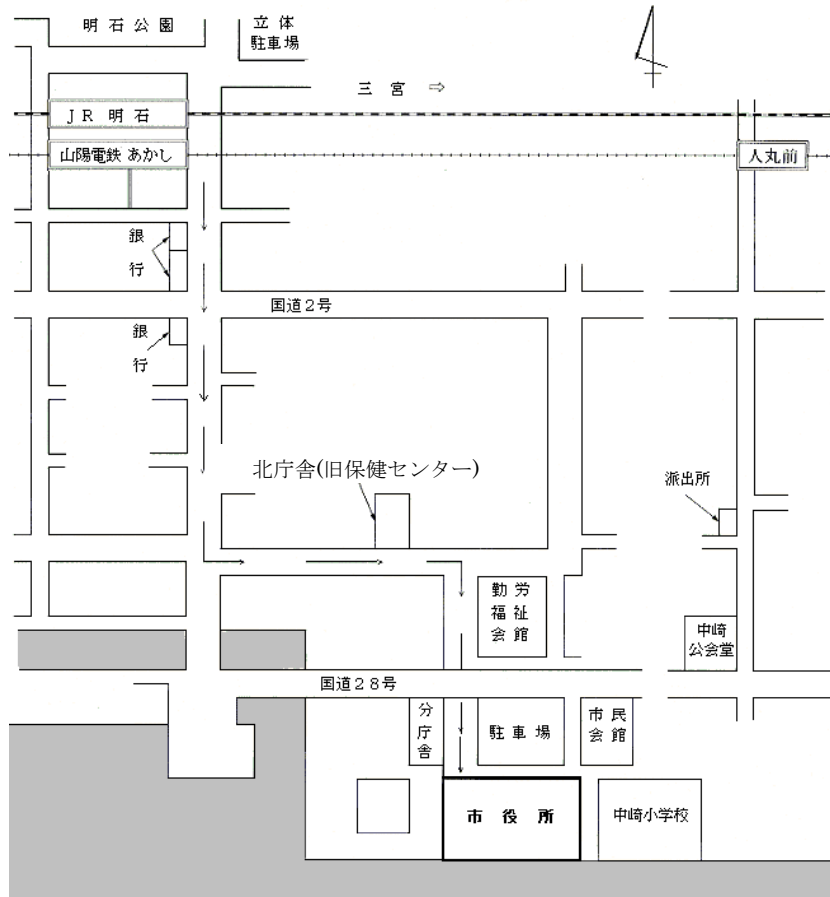 明石公園
立体
駐車場
三宮 ⇨
JR 明石
山陽電鉄 あかし
人丸前
銀
行
国道2号
銀
行
北庁舎(旧保健センター)
派出所
勤労
福祉
会館
中崎
公会堂
国道28号
分
庁
舎
駐車場
市民
会館
市役所
中崎小学校